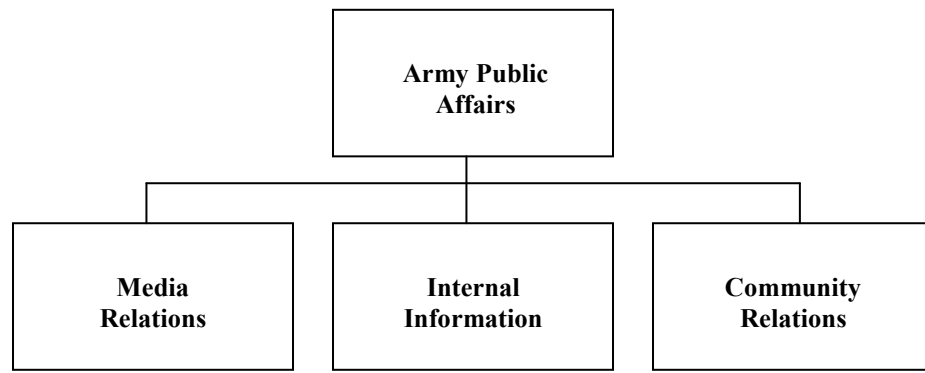 Army Public
Affairs
Media
Relations
Internal
Information
Community
Relations